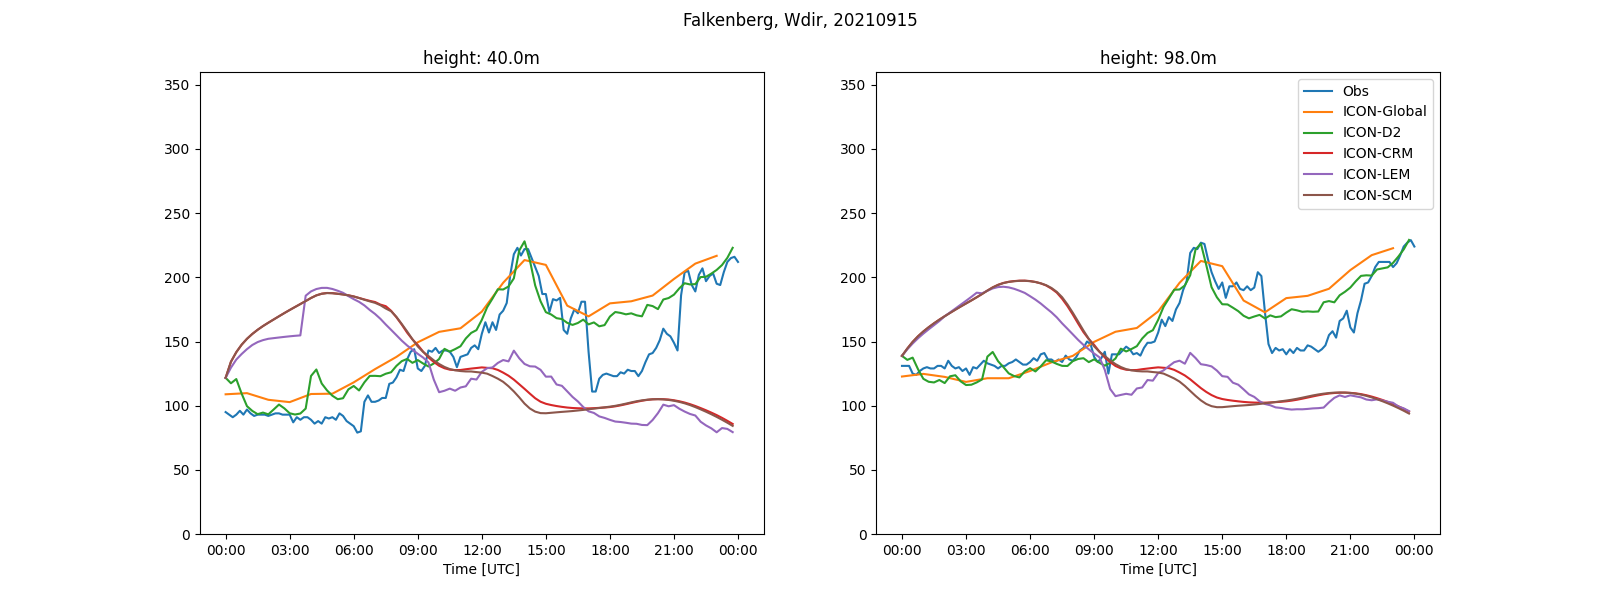 Falkenberg, Wdir, 20210915
height: 40.0m
350
300
250
200
150
100
50
0
00:00 03:00 06:00 09:00 12:00 15:00 18:00 21:00 00:00
Time [UTC]
height: 98.0m
350
300
250
200
150
100
50
0
00:00 03:00 06:00 09:00 12:00 15:00 18:00 21:00 00:00
Time [UTC]
Obs
ICON-Global
ICON-D2
ICON-CRM
ICON-LEM
ICON-SCM